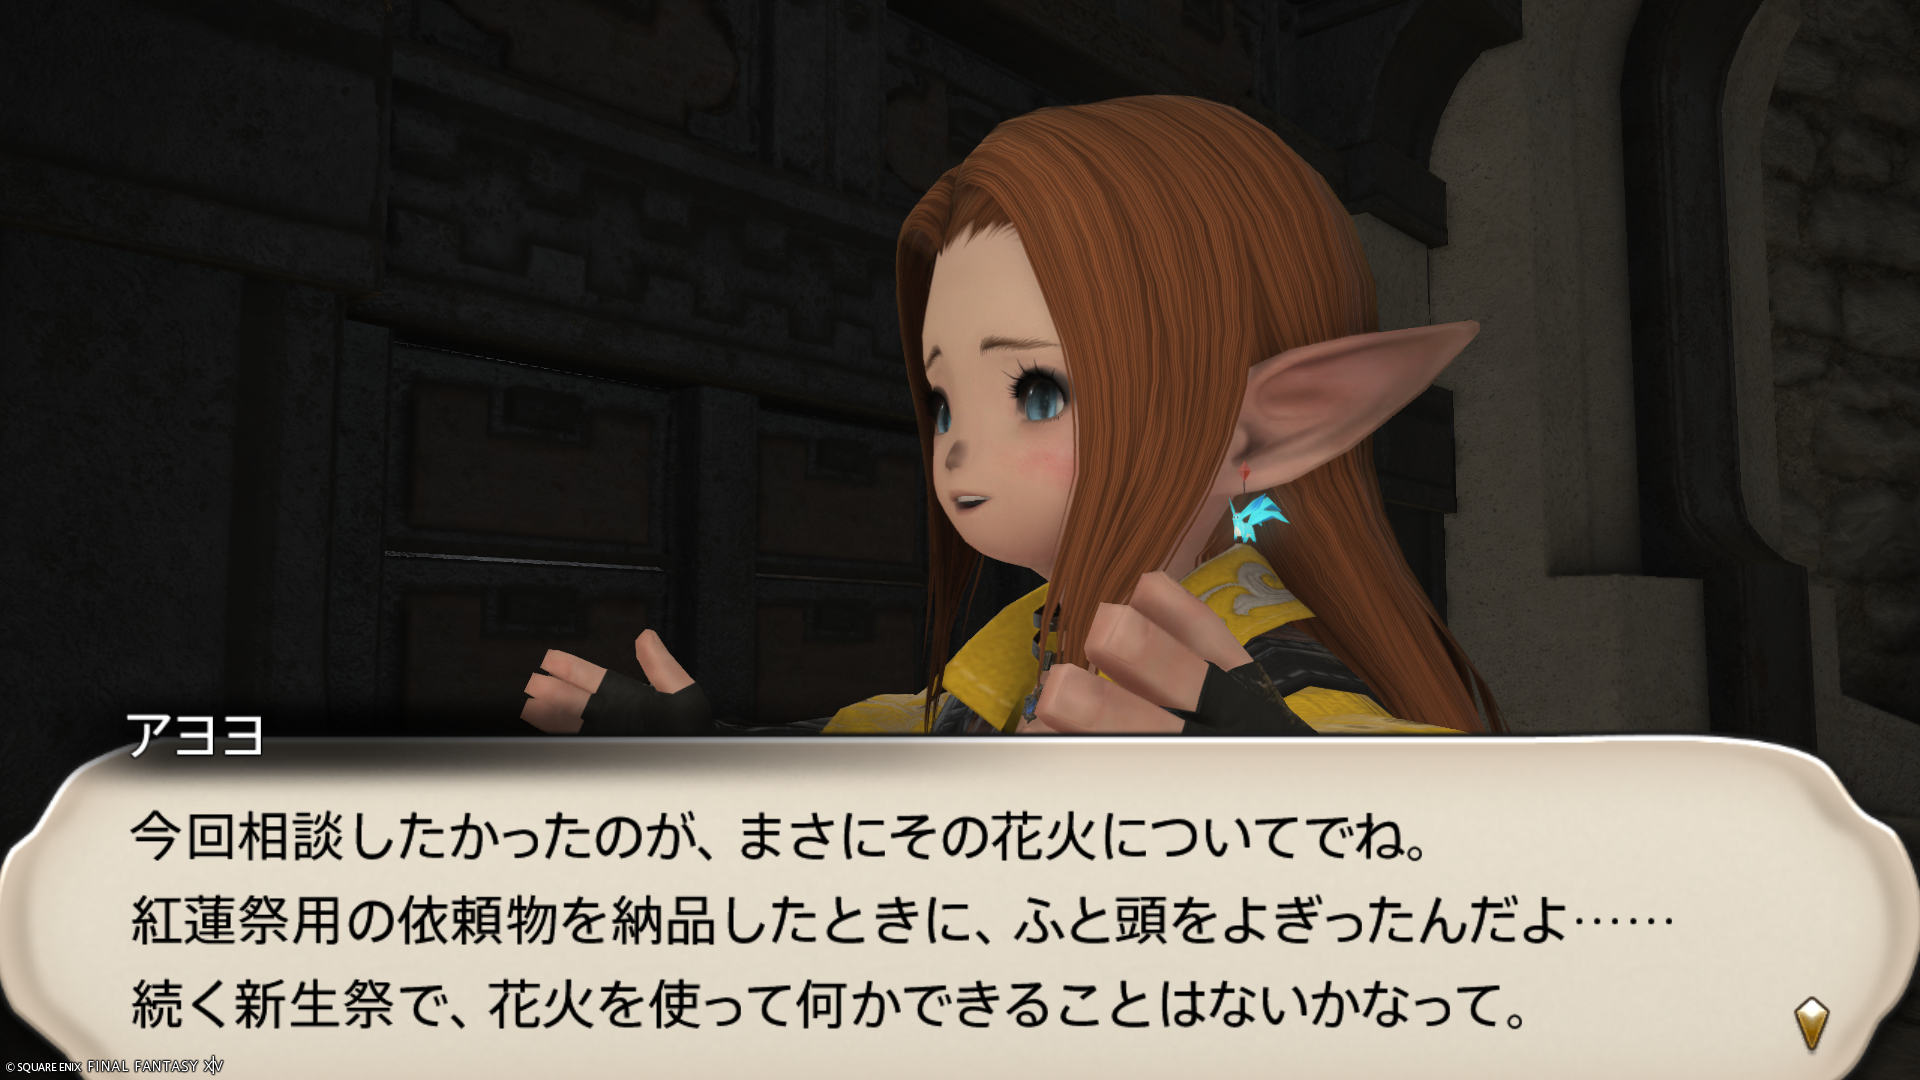 アヨヨ
今回相談したかったのが、まさにその花火についてでね。
紅蓮祭用の依頼物を納品したときに、ふと頭をよぎったんだよ……
続く新生祭で、花火を使って何かできることはないかなって。
© SQUARE ENIX FINAL FANTASY XIV